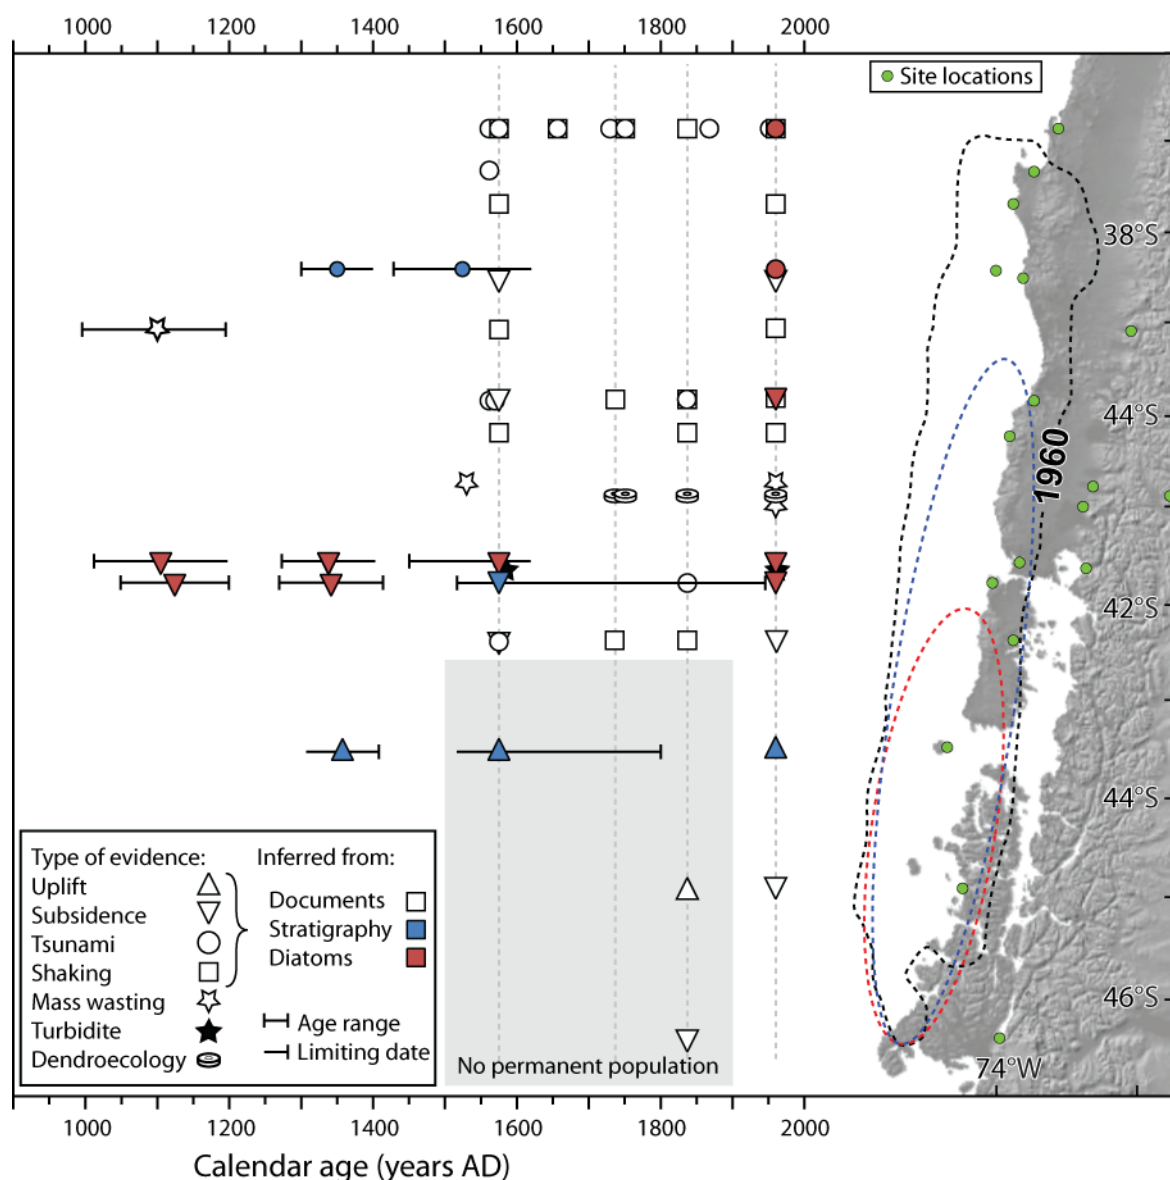 1000 1200 1400 1600 1800 2000
Site locations
38°S
44°S
1960
42°S
44°S
46°S
74°W
Type of evidence:
Uplift
Subsidence
Tsunami
Shaking
Mass wasting
Turbidite
Dendroecology
Inferred from:
Documents
Stratigraphy
Diatoms
Age range
Limiting date
No permanent population
1000 1200 1400 1600 1800 2000
Calendar age (years AD)